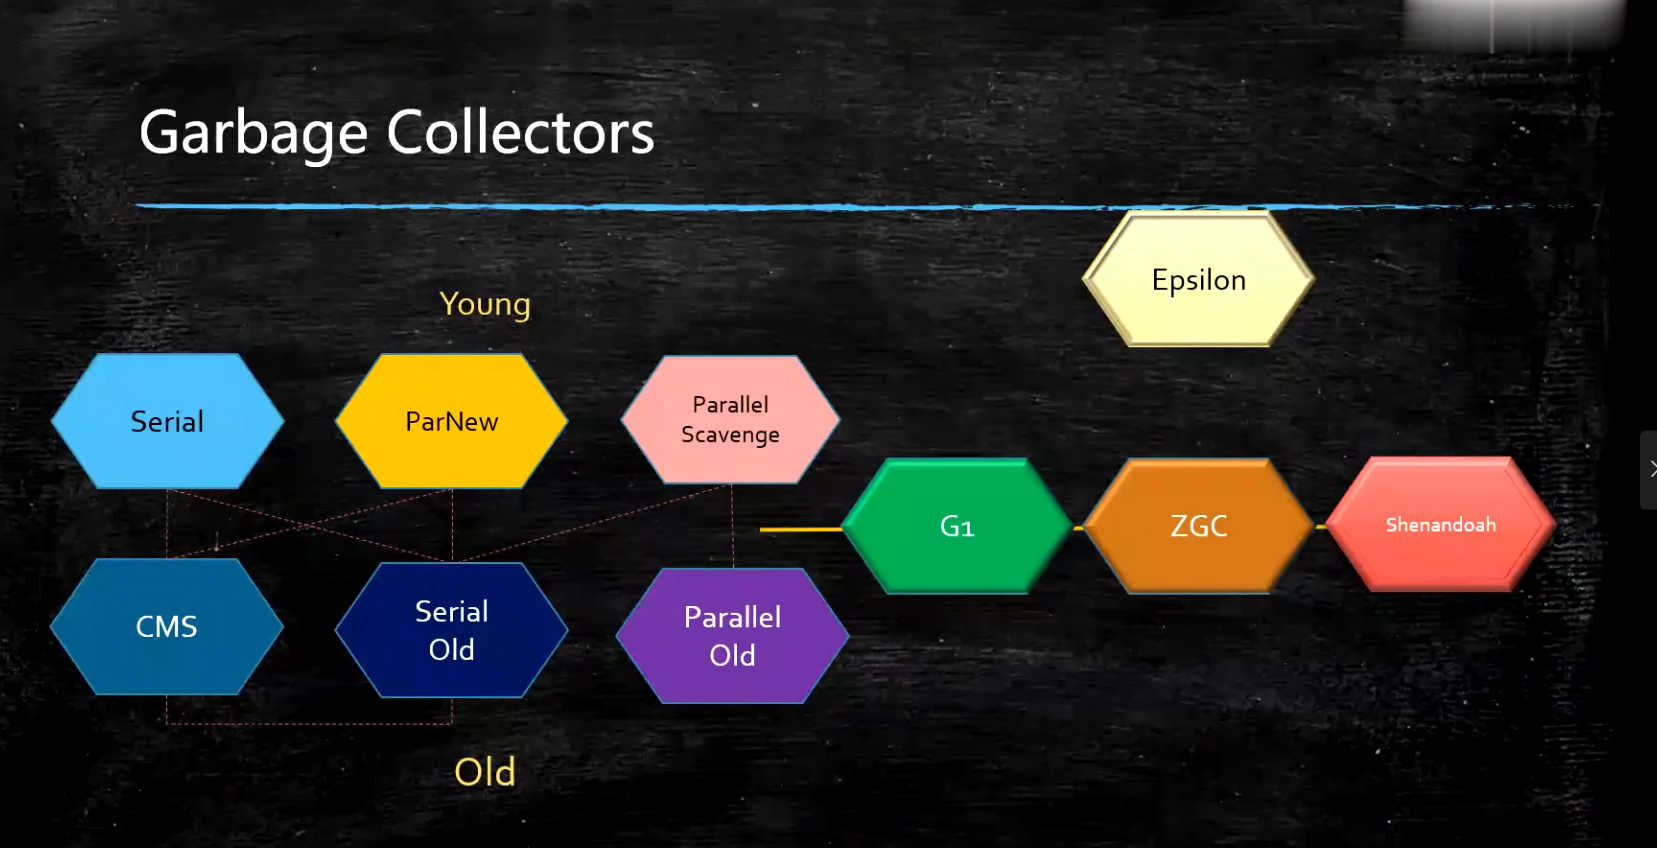 Garbage Collectors
Epsilon
Young
Serial
ParNew
Parallel
Scavenge
G1
ZGC
Shenandoah
CMS
Serial
Old
Parallel
Old
Old